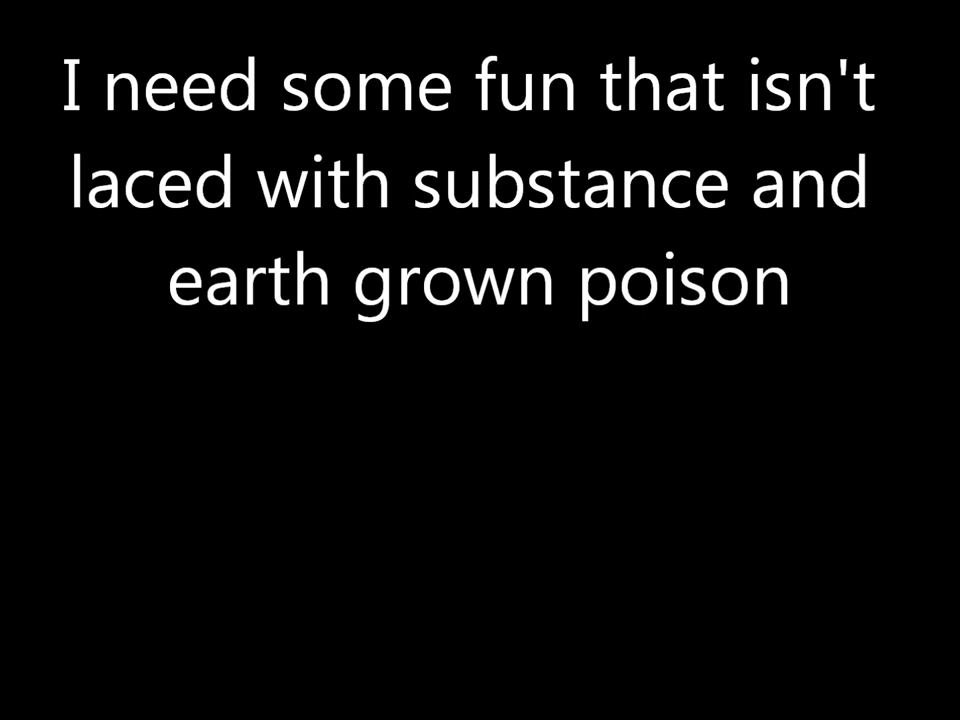 I need some fun that isn't
laced with substance and
earth grown poison